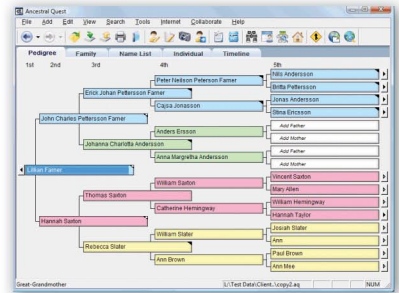 Ancestral Quest
File Add Edit View Search Tools Internet Collaborate Help
Pedigree Family Name List Individual Timeline
1st 2nd 3rd 4th 5th
Nils Andersson
Peter Neilson Peterson Farner
Britta Pettersson
Erick Johan Pettersson Farner
Jonas Andersson
Cajsa Jonasson
Stina Ericsson
John Charles Pettersson Farner
Add Father
Anders Ersson
Add Mother
Johanna Charlotta Andersson
Add Father
Anna Margretha Andersson
Add Mother
Lillian Farner
Vincent Saxton
William Saxton
Mary Allen
Thomas Saxton
William Hemingway
Catherine Hemingway
Hannah Taylor
Hannah Saxton
Josiah Slater
William Slater
Ann
Rebecca Slater
Paul Brown
Ann Brown
Ann Mee
Great-Grandmother L:\Test Data\Client..\copy2.aq NUM